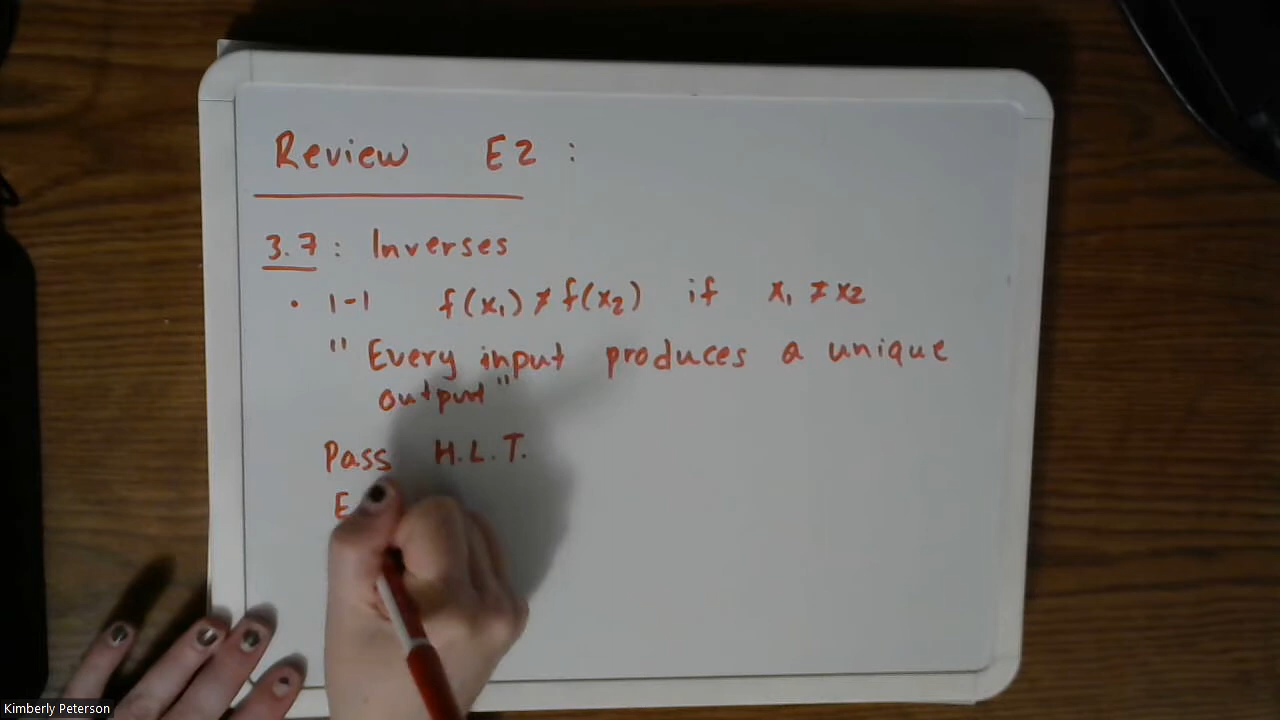 Review E2 :
3.7 : Inverses
• 1-1 f(x₁) ≠ f(x₂) if x₁ ≠ x₂
" Every input produces a unique
output"
Pass H.L.T.
E
Kimberly Peterson